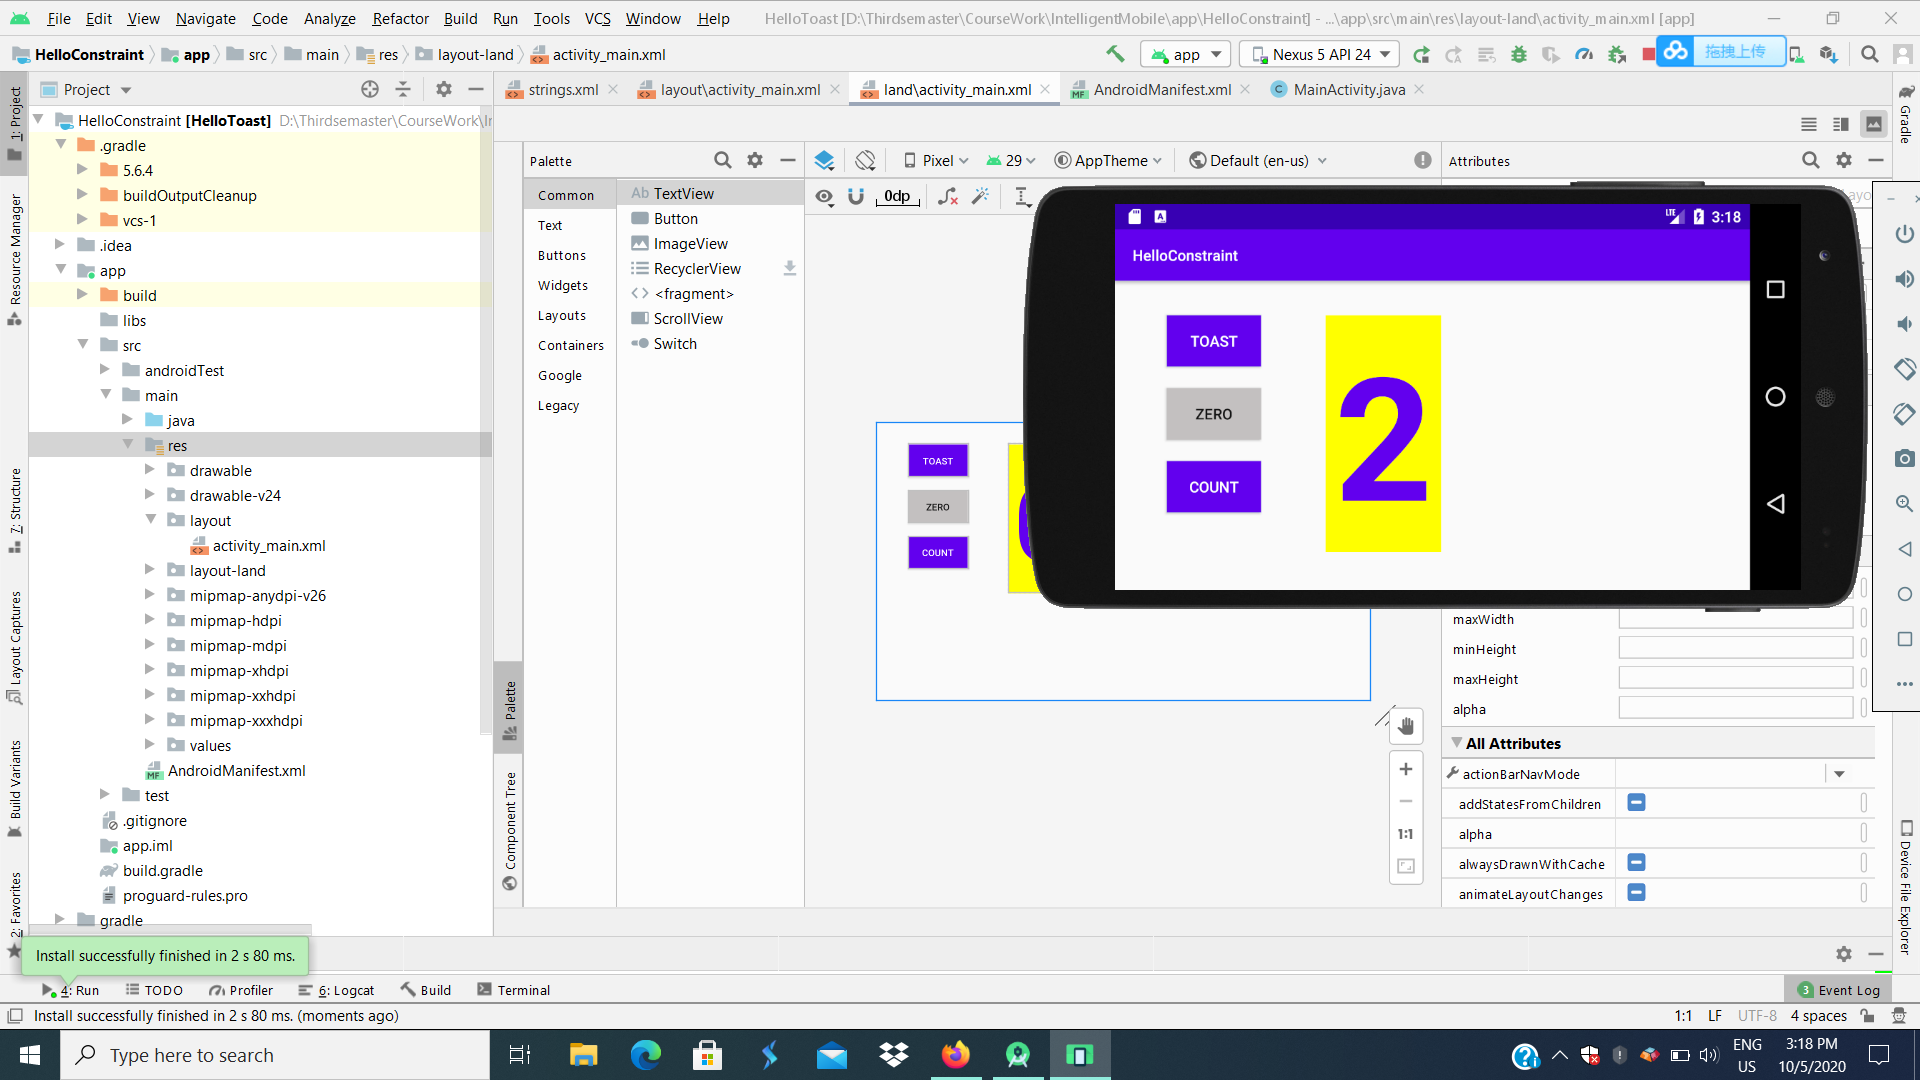 File Edit View Navigate Code Analyze Refactor Build Run Tools VCS Window Help HelloToast [D:\Thirdsemaster\CourseWork\IntelligentMobile\app\HelloConstraint] - ...\app\src\main\res\layout-land\activity_main.xml [app]
HelloConstraint app src main res layout-land activity_main.xml app Nexus 5 API 24 拖拽上传
Project strings.xml layout\activity_main.xml land\activity_main.xml AndroidManifest.xml MainActivity.java
1: Project
Resource Manager
7: Structure
Layout Captures
Build Variants
2: Favorites
HelloConstraint [HelloToast] D:\Thirdsemaster\CourseWork\
.gradle
5.6.4
buildOutputCleanup
vcs-1
.idea
app
build
libs
src
androidTest
main
java
res
drawable
drawable-v24
layout
activity_main.xml
layout-land
mipmap-anydpi-v26
mipmap-hdpi
mipmap-mdpi
mipmap-xhdpi
mipmap-xxhdpi
mipmap-xxxhdpi
values
AndroidManifest.xml
test
.gitignore
app.iml
build.gradle
proguard-rules.pro
gradle
Palette
Common
Text
Buttons
Widgets
Layouts
Containers
Google
Legacy
Ab TextView
Button
ImageView
RecyclerView
<fragment>
ScrollView
Switch
Palette
Component Tree
Pixel 29 AppTheme Default (en-us)
0dp
TOAST
ZERO
COUNT
LTE 3:18
HelloConstraint
TOAST
ZERO
COUNT
2
1:1
Attributes
maxWidth
minHeight
maxHeight
alpha
All Attributes
actionBarNavMode
addStatesFromChildren
alpha
alwaysDrawnWithCache
animateLayoutChanges
Gradle
Device File Explorer
Install successfully finished in 2 s 80 ms.
4: Run TODO Profiler 6: Logcat Build Terminal 3 Event Log
Install successfully finished in 2 s 80 ms. (moments ago) 1:1 LF UTF-8 4 spaces
Type here to search
ENG
US
3:18 PM
10/5/2020